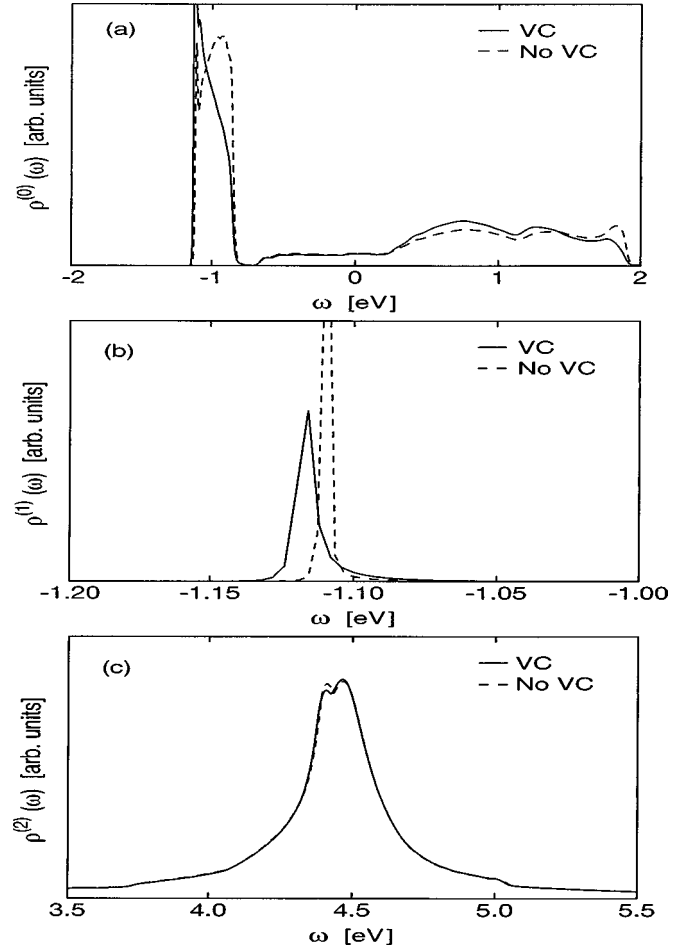 (a)
VC
No VC
ρ(0) (ω) [arb. units]
-2 -1 0 1 2
ω [eV]
(b)
VC
No VC
ρ(1) (ω) [arb. units]
-1.20 -1.15 -1.10 -1.05 -1.00
ω [eV]
(c)
VC
No VC
ρ(2) (ω) [arb. units]
3.5 4.0 4.5 5.0 5.5
ω [eV]